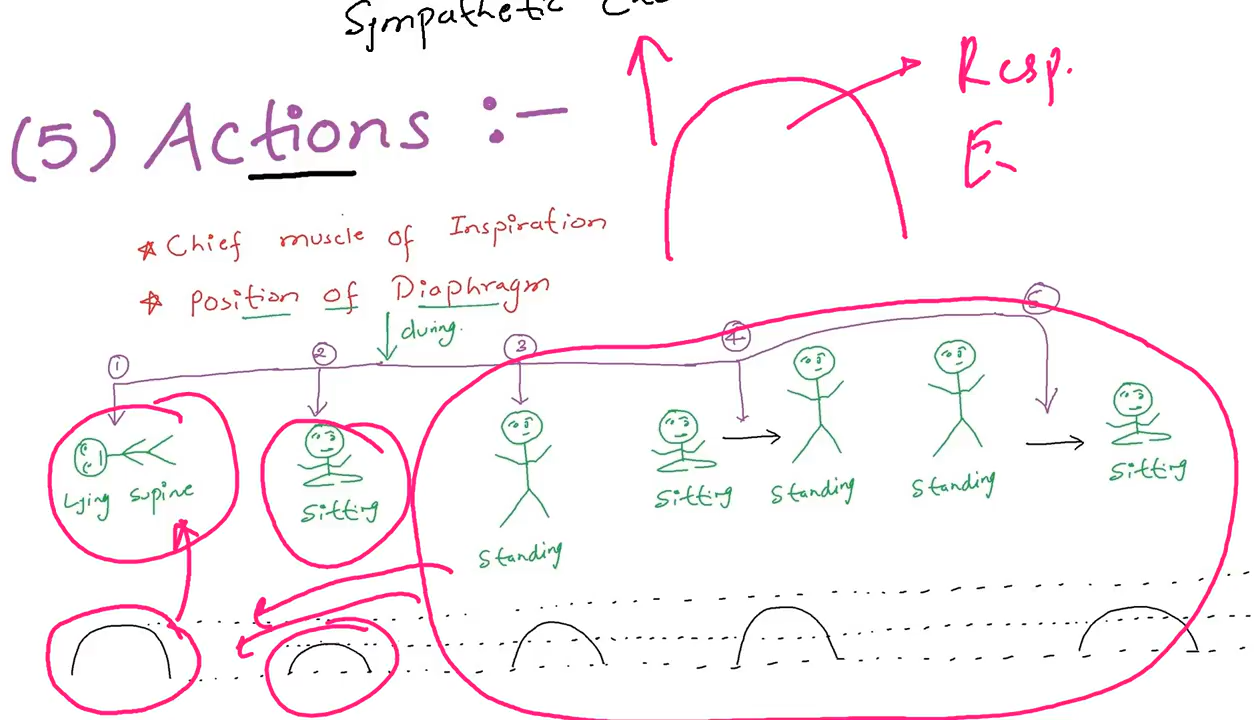 Sympathetic
Resp.
(5) Actions :-
E
* Chief muscle of Inspiration
* Position of Diaphragm
during.
1 2 3 4 5
Lying Supine
Sitting
Standing
Sitting
Standing
Standing
Sitting